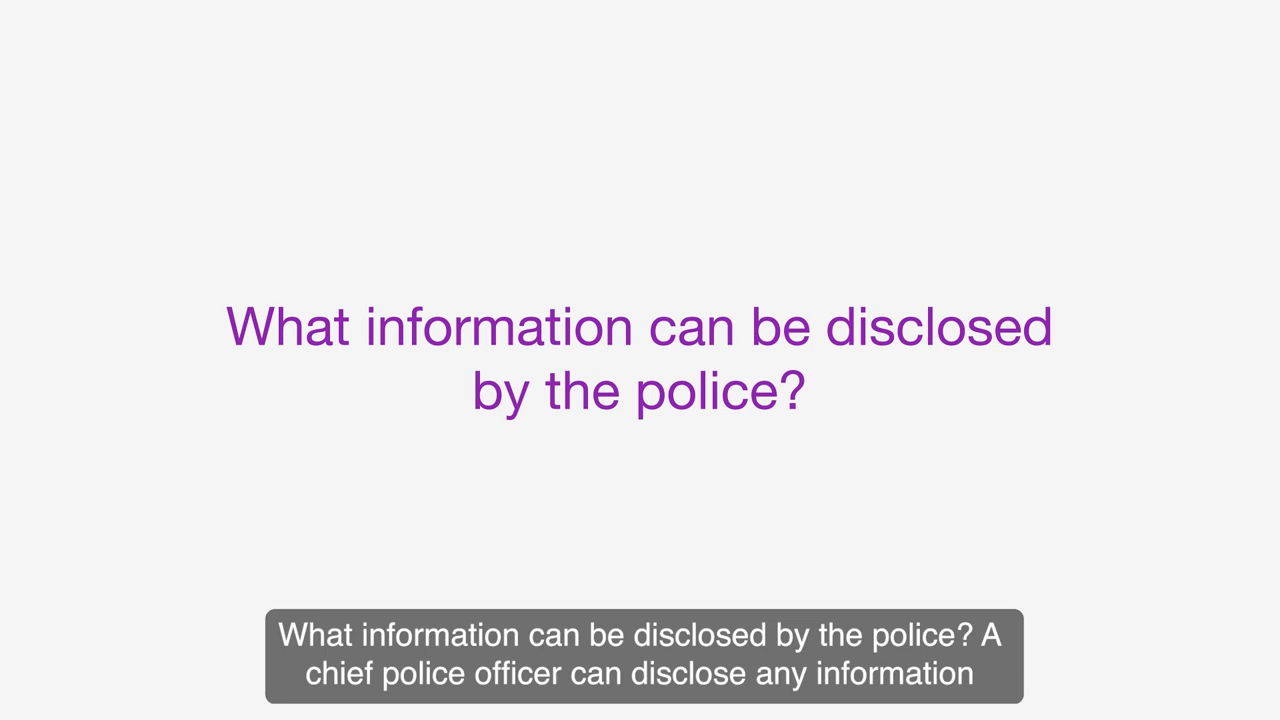 What information can be disclosed
by the police?
What information can be disclosed by the police? A
chief police officer can disclose any information